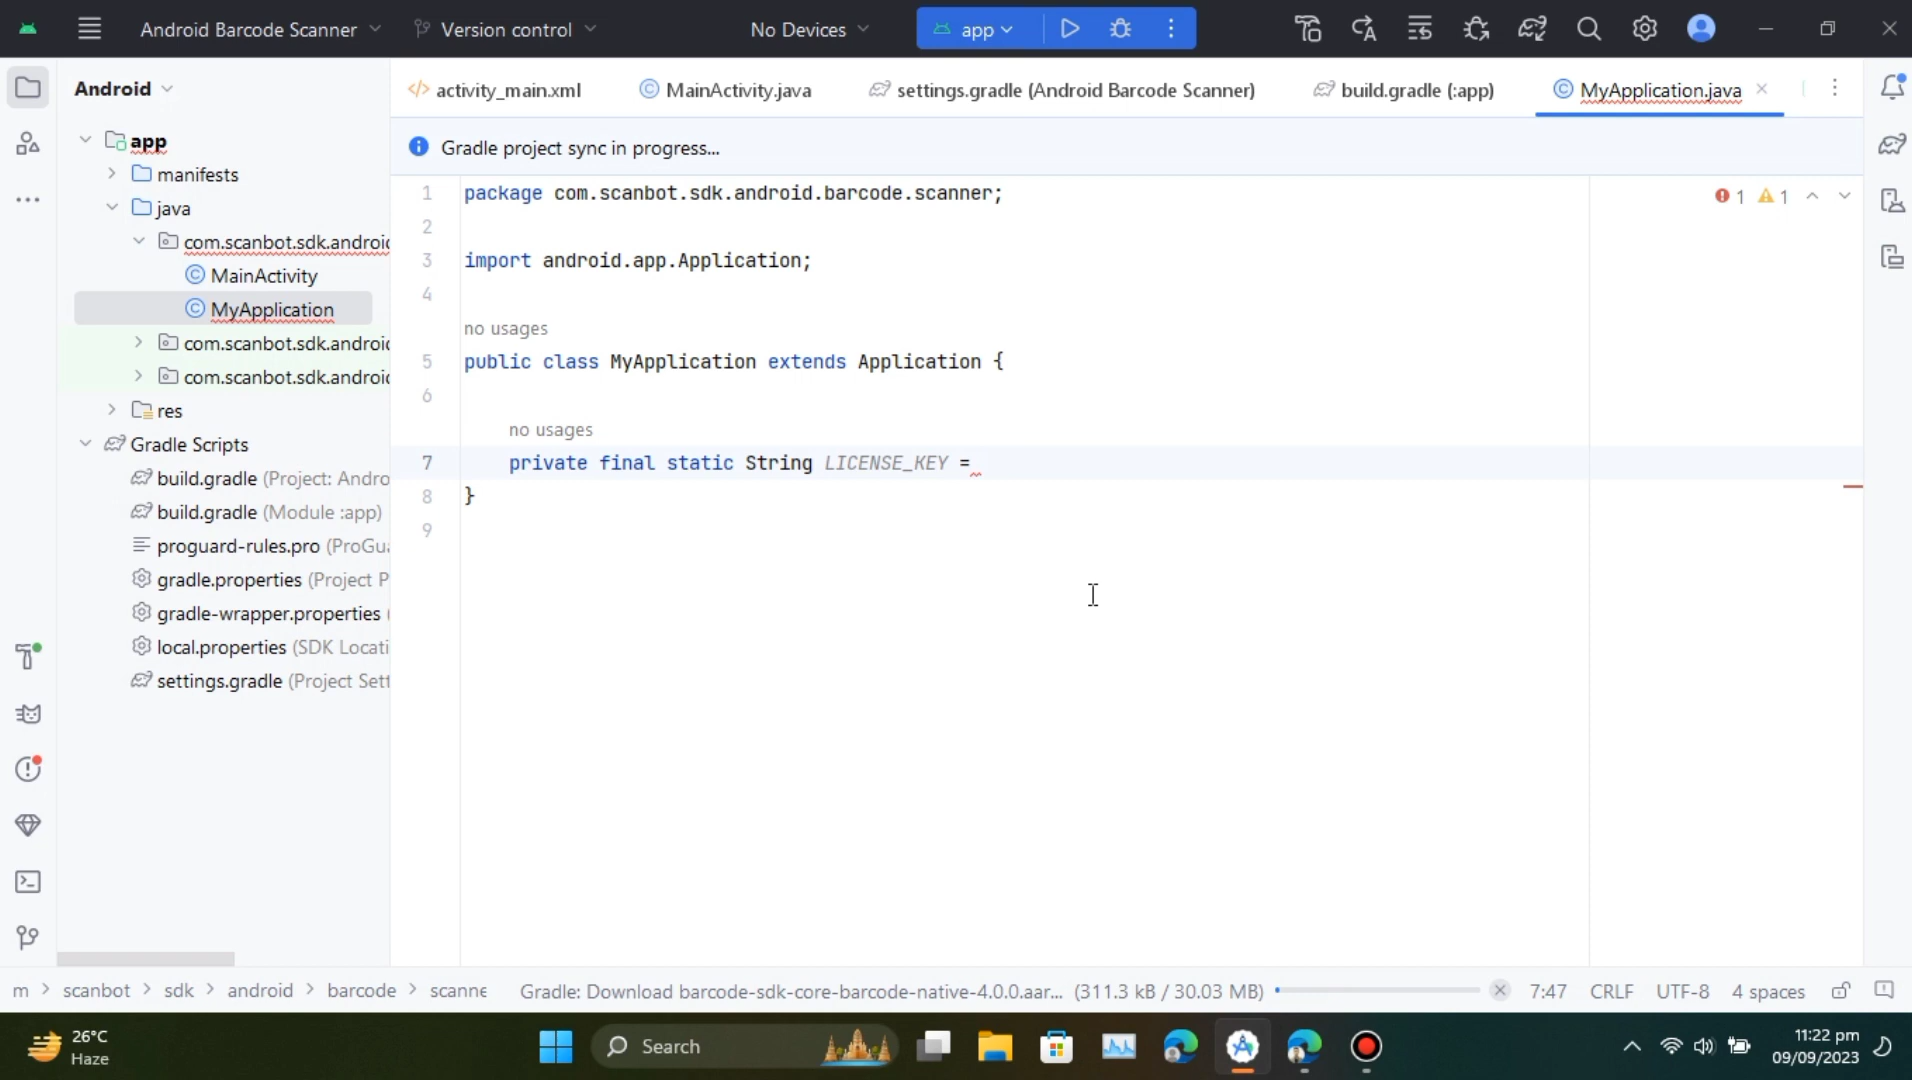 Android Barcode Scanner
Version control
No Devices
app
Android
activity_main.xml
MainActivity.java
settings.gradle (Android Barcode Scanner)
build.gradle (:app)
MyApplication.java
Gradle project sync in progress...
app
manifests
java
com.scanbot.sdk.android
MainActivity
MyApplication
com.scanbot.sdk.android
com.scanbot.sdk.android
res
Gradle Scripts
build.gradle (Project: Andro
build.gradle (Module :app)
proguard-rules.pro (ProGua
gradle.properties (Project P
gradle-wrapper.properties (
local.properties (SDK Locati
settings.gradle (Project Sett
1 package com.scanbot.sdk.android.barcode.scanner;
2
3 import android.app.Application;
4
no usages
5 public class MyApplication extends Application {
6
no usages
7 private final static String LICENSE_KEY =
8 }
9
1 1
m > scanbot > sdk > android > barcode > scanne
Gradle: Download barcode-sdk-core-barcode-native-4.0.0.aar... (311.3 kB / 30.03 MB)
7:47 CRLF UTF-8 4 spaces
26°C
Haze
Search
11:22 pm
09/09/2023